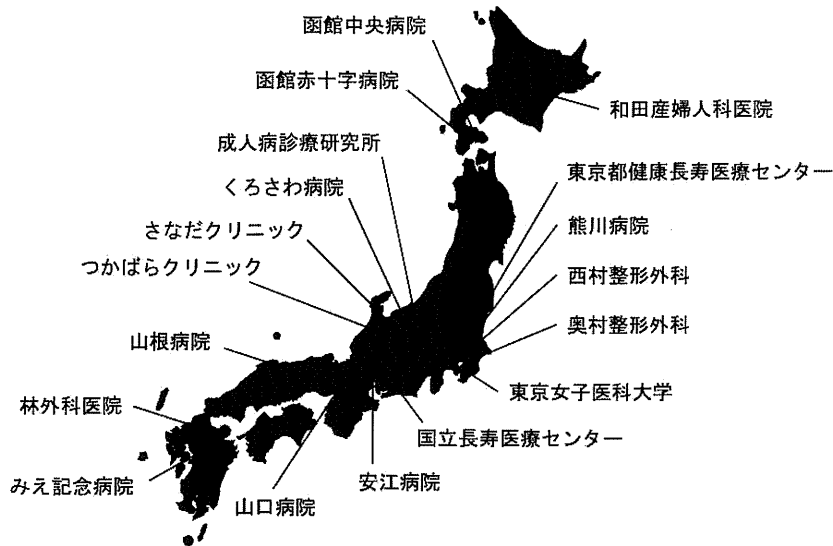 函館中央病院
函館赤十字病院
和田産婦人科医院
成人病診療研究所
東京都健康長寿医療センター
くろさわ病院
熊川病院
さなだクリニック
つかばらクリニック
西村整形外科
奥村整形外科
山根病院
東京女子医科大学
林外科医院
国立長寿医療センター
みえ記念病院
安江病院
山口病院